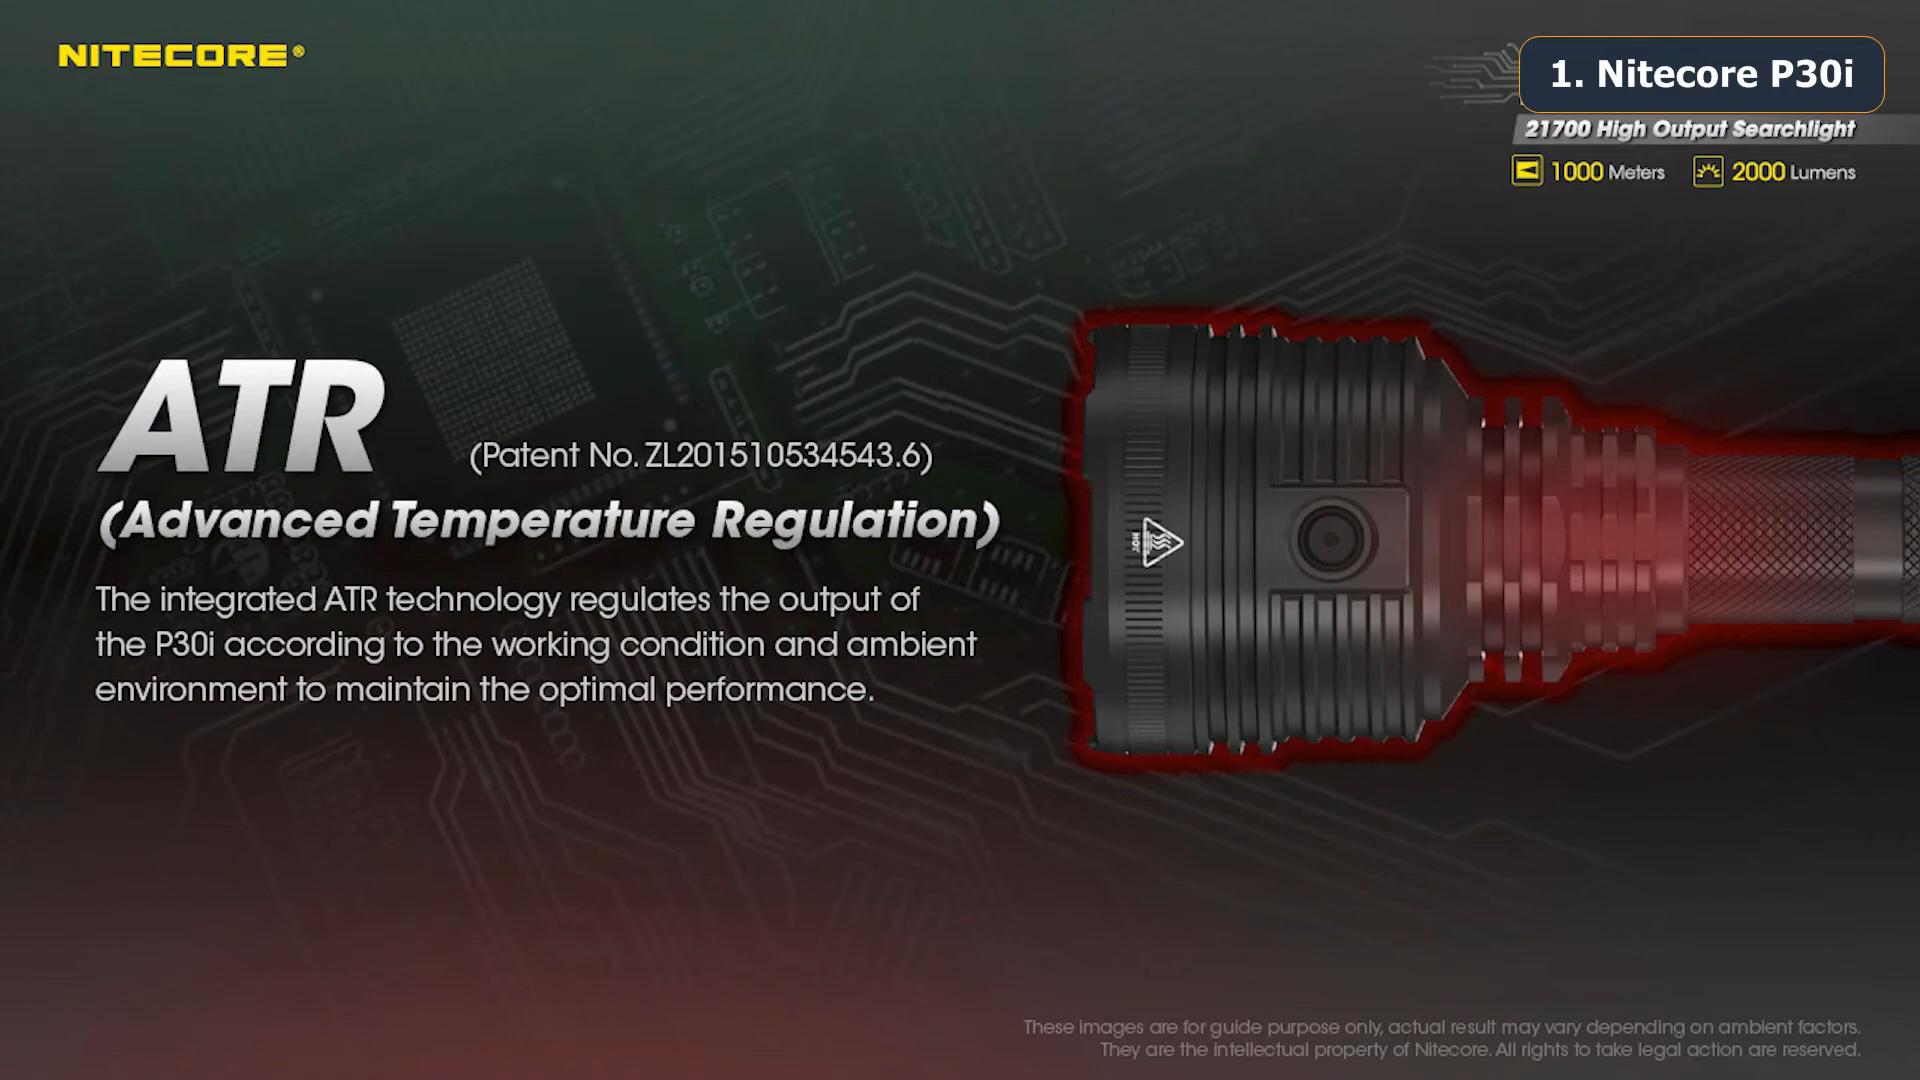 NITECORE®
1. Nitecore P30i
21700 High Output Searchlight
1000 Meters 2000 Lumens
ATR
(Patent No. ZL201510534543.6)
(Advanced Temperature Regulation)
The integrated ATR technology regulates the output of
the P30i according to the working condition and ambient
environment to maintain the optimal performance.
HOT
These images are for guide purpose only, actual result may vary depending on ambient factors.
They are the intellectual property of Nitecore. All rights to take legal action are reserved.